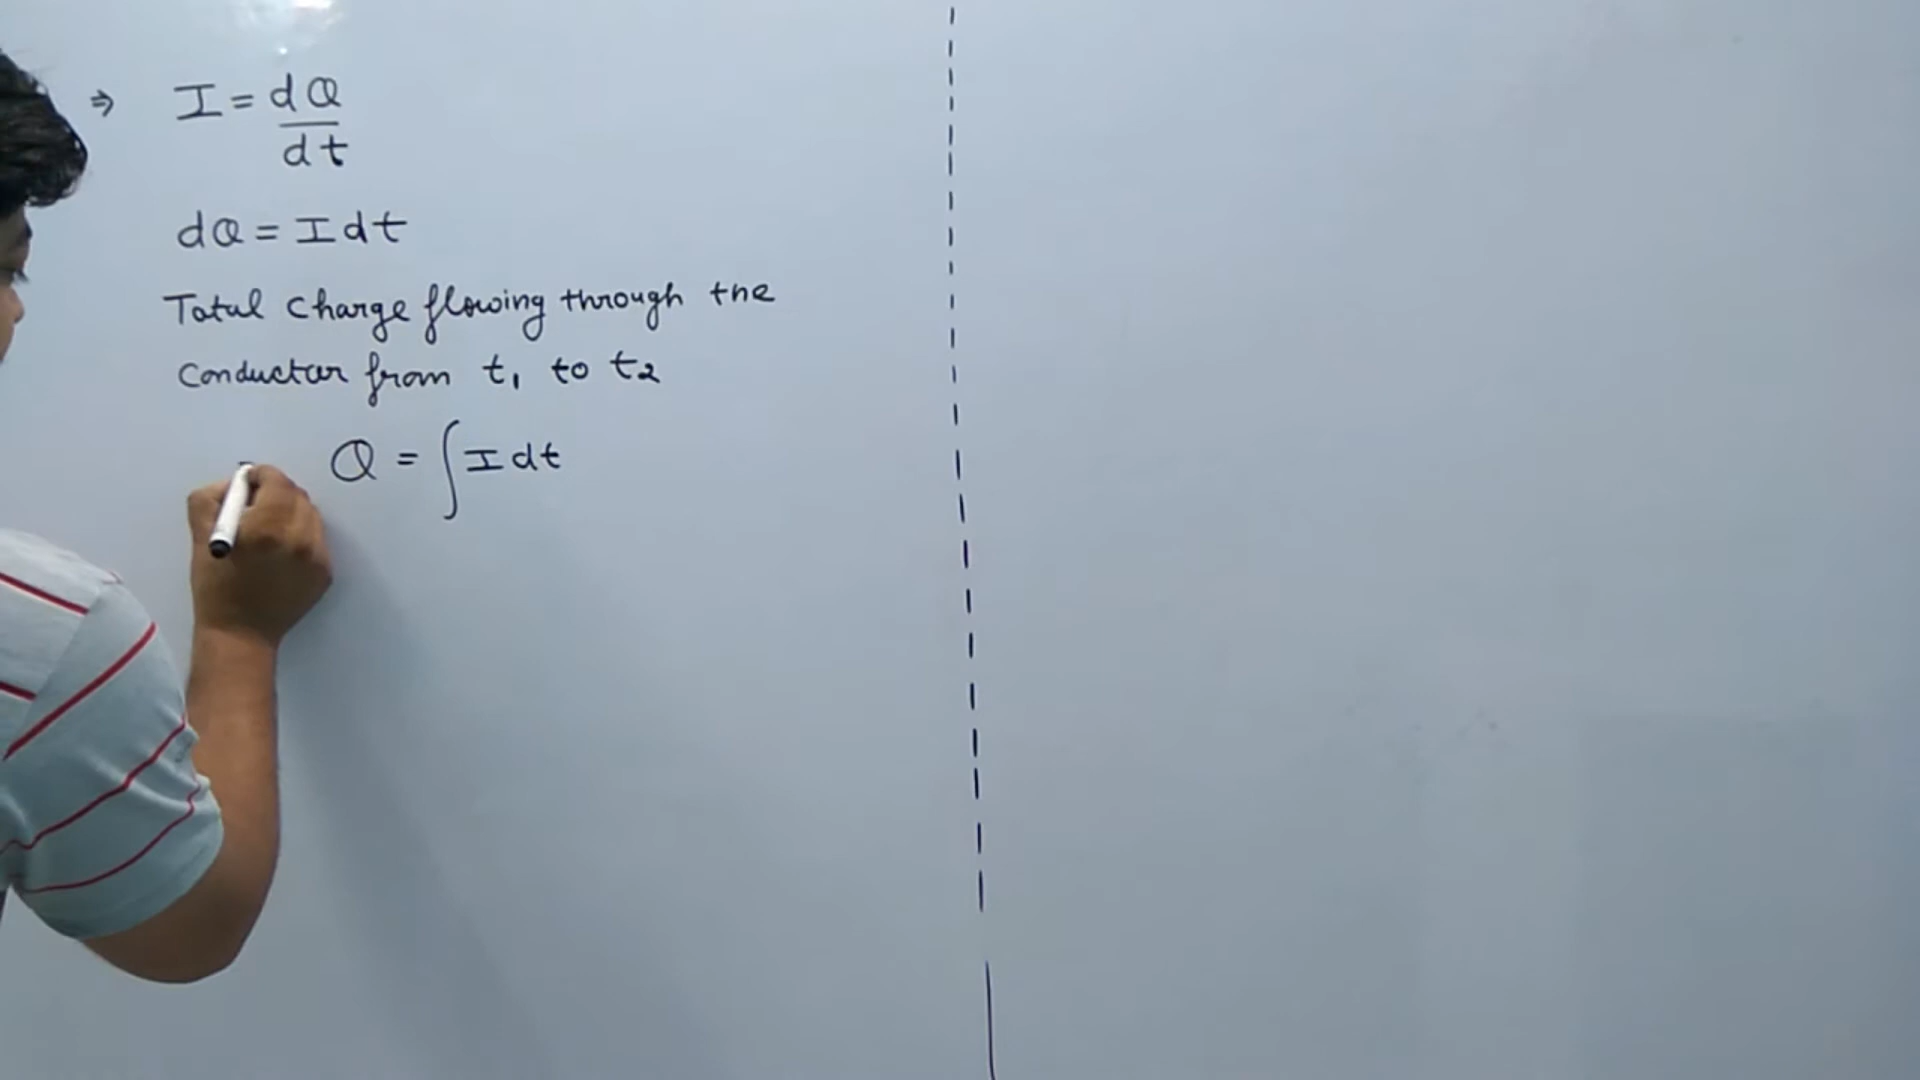 ⇒ I = dQ/dt
dQ = I dt
Total charge flowing through the
conductor from t₁ to t₂
Q = ∫ I dt